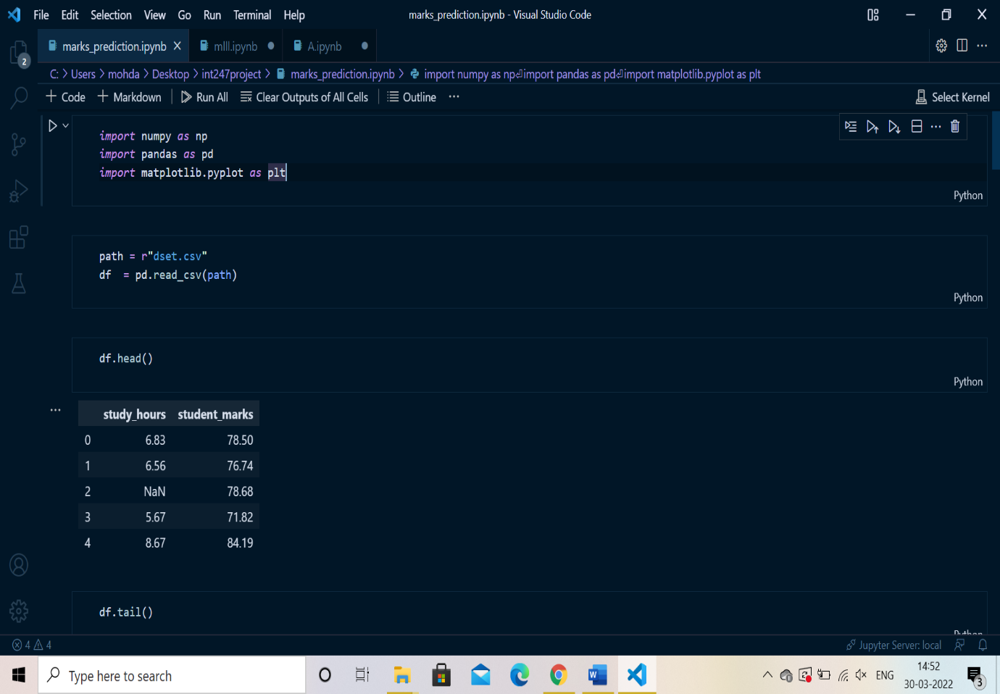 File Edit Selection View Go Run Terminal Help marks_prediction.ipynb - Visual Studio Code
marks_prediction.ipynb mlll.ipynb A.ipynb
2
C: Users mohda Desktop int247project marks_prediction.ipynb import numpy as np⏎import pandas as pd⏎import matplotlib.pyplot as plt
Code Markdown Run All Clear Outputs of All Cells Outline ... Select Kernel
import numpy as np
import pandas as pd
import matplotlib.pyplot as plt
Python
path = r"dset.csv"
df  = pd.read_csv(path)
Python
df.head()
Python
study_hours student_marks
0 6.83 78.50
1 6.56 76.74
2 NaN 78.68
3 5.67 71.82
4 8.67 84.19
df.tail()
Python
4 4 Jupyter Server: local
Type here to search ENG 14:52
30-03-2022 3